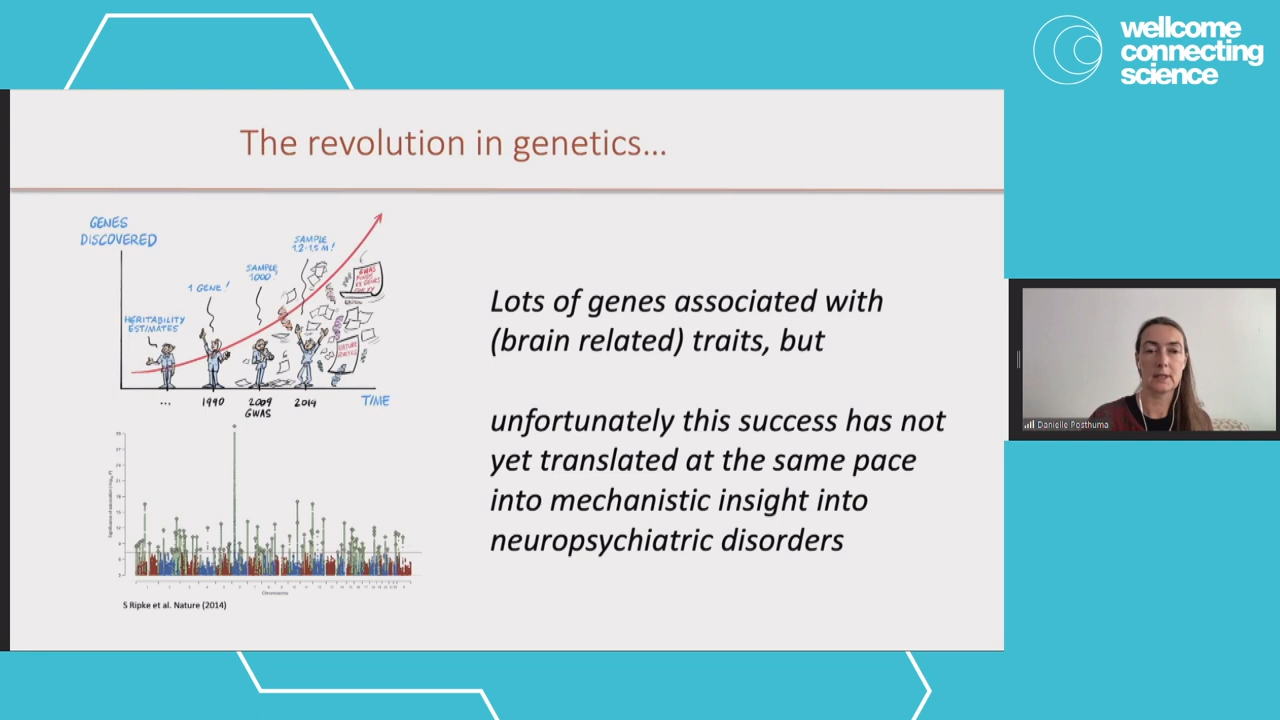 wellcome
connecting
science
The revolution in genetics...
GENES
DISCOVERED
HERITABILITY
ESTIMATES
1 GENE!
SAMPLE
1000!
SAMPLE
1.2-1.5 M!
...
1990
2009
GWAS
2014
TIME
Chromosome
S Ripke et al. Nature (2014)
Lots of genes associated with
(brain related) traits, but
unfortunately this success has not
yet translated at the same pace
into mechanistic insight into
neuropsychiatric disorders
Danielle Posthuma